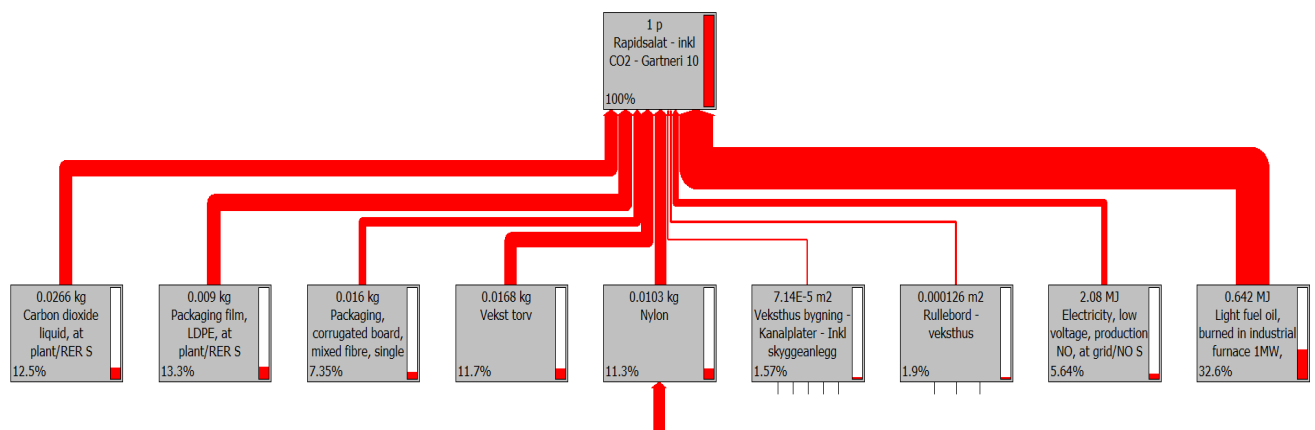 1 p
Rapidsalat - inkl
CO2 - Gartneri 10
100%
0.0266 kg
Carbon dioxide
liquid, at
plant/RER S
12.5%
0.009 kg
Packaging film,
LDPE, at
plant/RER S
13.3%
0.016 kg
Packaging,
corrugated board,
mixed fibre, single
7.35%
0.0168 kg
Vekst torv
11.7%
0.0103 kg
Nylon
11.3%
7.14E-5 m2
Veksthus bygning -
Kanalplater - Inkl
skyggeanlegg
1.57%
0.000126 m2
Rullebord -
veksthus
1.9%
2.08 MJ
Electricity, low
voltage, production
NO, at grid/NO S
5.64%
0.642 MJ
Light fuel oil,
burned in industrial
furnace 1MW,
32.6%